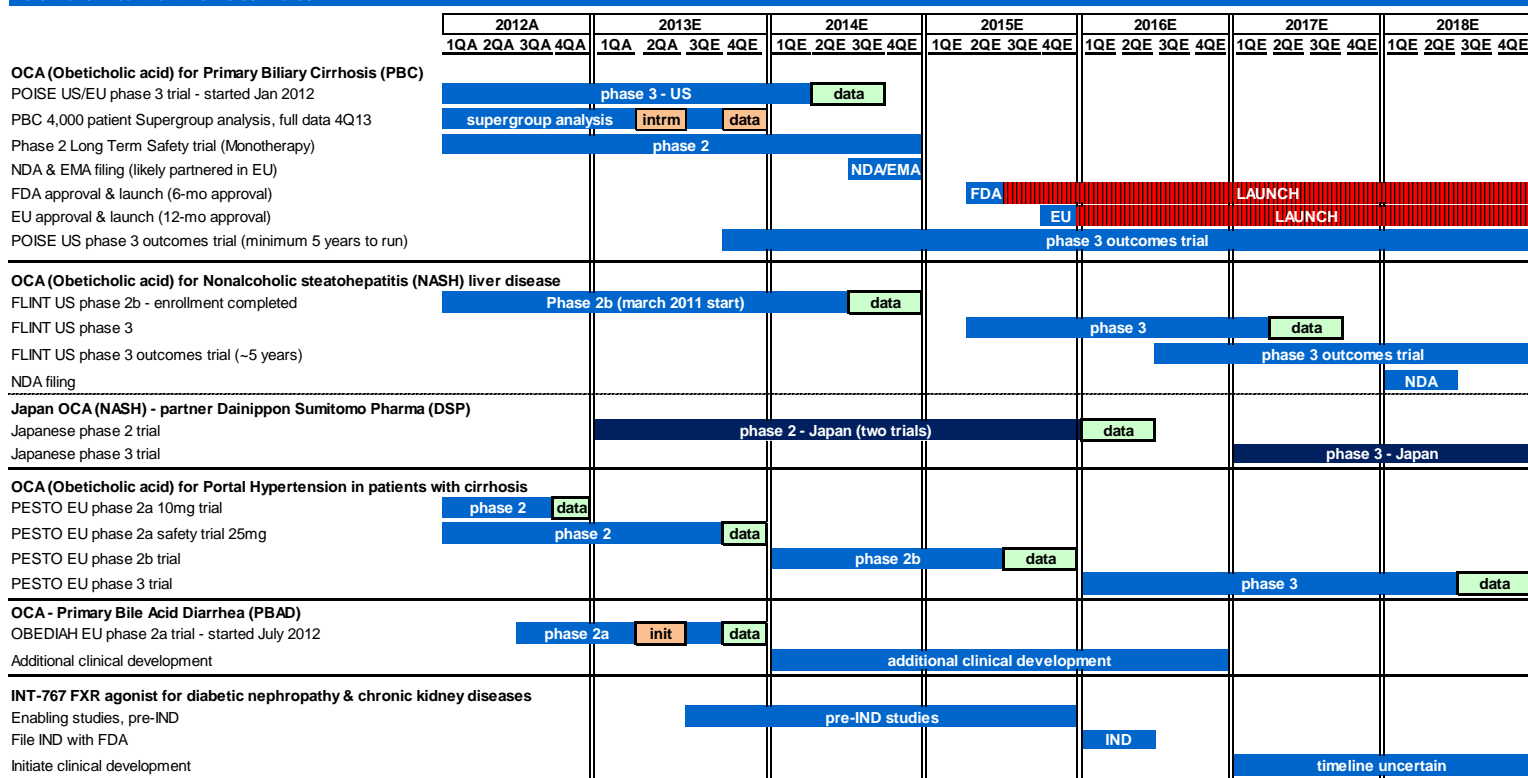 2012A 2013E 2014E 2015E 2016E 2017E 2018E
1QA 2QA 3QA 4QA 1QA 2QA 3QE 4QE 1QE 2QE 3QE 4QE 1QE 2QE 3QE 4QE 1QE 2QE 3QE 4QE 1QE 2QE 3QE 4QE 1QE 2QE 3QE 4QE
OCA (Obeticholic acid) for Primary Biliary Cirrhosis (PBC)
POISE US/EU phase 3 trial - started Jan 2012 phase 3 - US data
PBC 4,000 patient Supergroup analysis, full data 4Q13 supergroup analysis intrm data
Phase 2 Long Term Safety trial (Monotherapy) phase 2
NDA & EMA filing (likely partnered in EU) NDA/EMA
FDA approval & launch (6-mo approval) FDA LAUNCH
EU approval & launch (12-mo approval) EU LAUNCH
POISE US phase 3 outcomes trial (minimum 5 years to run) phase 3 outcomes trial
OCA (Obeticholic acid) for Nonalcoholic steatohepatitis (NASH) liver disease
FLINT US phase 2b - enrollment completed Phase 2b (march 2011 start) data
FLINT US phase 3 phase 3 data
FLINT US phase 3 outcomes trial (~5 years) phase 3 outcomes trial
NDA filing NDA
Japan OCA (NASH) - partner Dainippon Sumitomo Pharma (DSP)
Japanese phase 2 trial phase 2 - Japan (two trials) data
Japanese phase 3 trial phase 3 - Japan
OCA (Obeticholic acid) for Portal Hypertension in patients with cirrhosis
PESTO EU phase 2a 10mg trial phase 2 data
PESTO EU phase 2a safety trial 25mg phase 2 data
PESTO EU phase 2b trial phase 2b data
PESTO EU phase 3 trial phase 3 data
OCA - Primary Bile Acid Diarrhea (PBAD)
OBEDIAH EU phase 2a trial - started July 2012 phase 2a init data
Additional clinical development additional clinical development
INT-767 FXR agonist for diabetic nephropathy & chronic kidney diseases
Enabling studies, pre-IND pre-IND studies
File IND with FDA IND
Initiate clinical development timeline uncertain